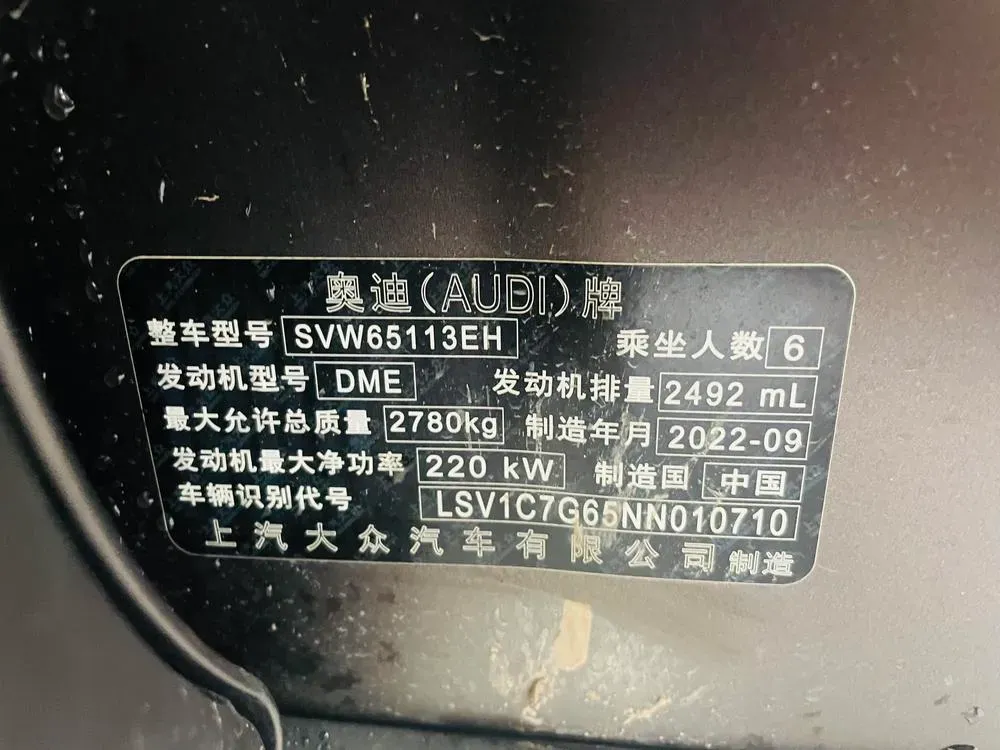 奥迪(AUDI)牌
整车型号 SVW65113EH 乘坐人数 6
发动机型号 DME 发动机排量 2492 mL
最大允许总质量 2780kg 制造年月 2022-09
发动机最大净功率 220 kW 制造国 中国
车辆识别代号 LSV1C7G65NN010710
上汽大众汽车有限公司 制造